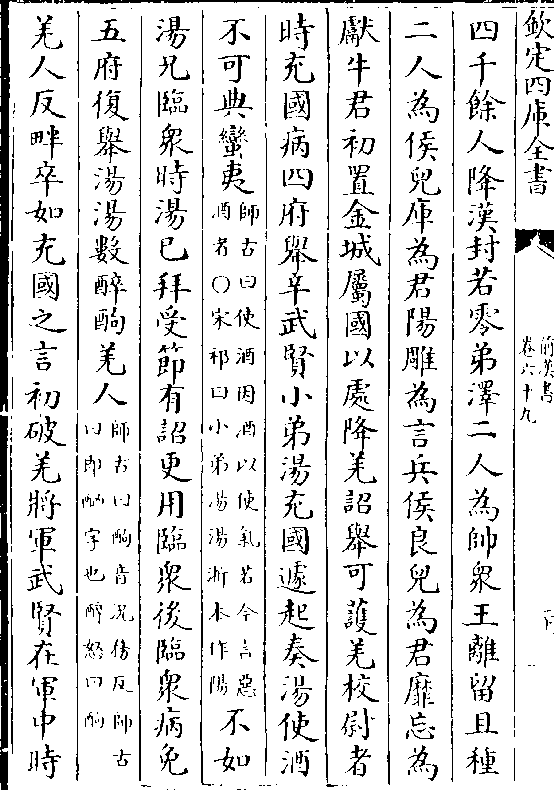 欽定四庫全書
前漢書
卷六十九
四千餘人降漢封若零弟澤二人為帥衆王離留且種
二人為侯兒庫為君陽雕為言兵侯良兒為君靡忘為
獻牛君初置金城屬國以處降羌詔舉可護羌校尉者
時充國病四府舉辛武賢小弟湯充國遽起奏湯使酒
不可典蠻夷師古曰使酒因酒以使氣若今言惡酒者○宋祁曰小弟湯湯浙本作陽不如
湯兄臨衆時湯已拜受節有詔更用臨衆後臨衆病免
五府復舉湯湯數醉酗羌人師古曰酗音况務反師古曰即酗字也醉怒曰酗
羌人反畔卒如充國之言初破羌將軍武賢在軍中時